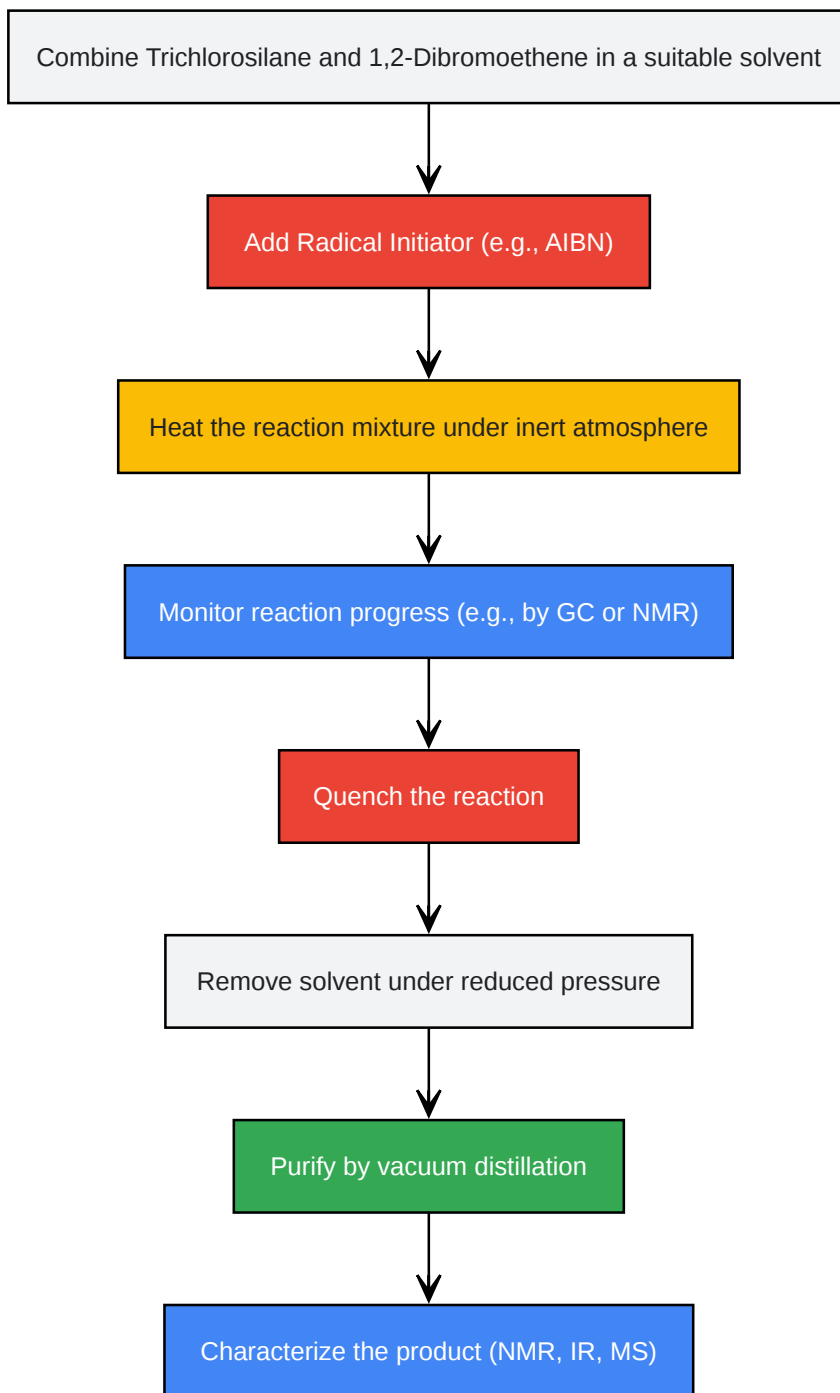 Combine Trichlorosilane and 1,2-Dibromoethene in a suitable solvent
Add Radical Initiator (e.g., AIBN)
Heat the reaction mixture under inert atmosphere
Monitor reaction progress (e.g., by GC or NMR)
Quench the reaction
Remove solvent under reduced pressure
Purify by vacuum distillation
Characterize the product (NMR, IR, MS)